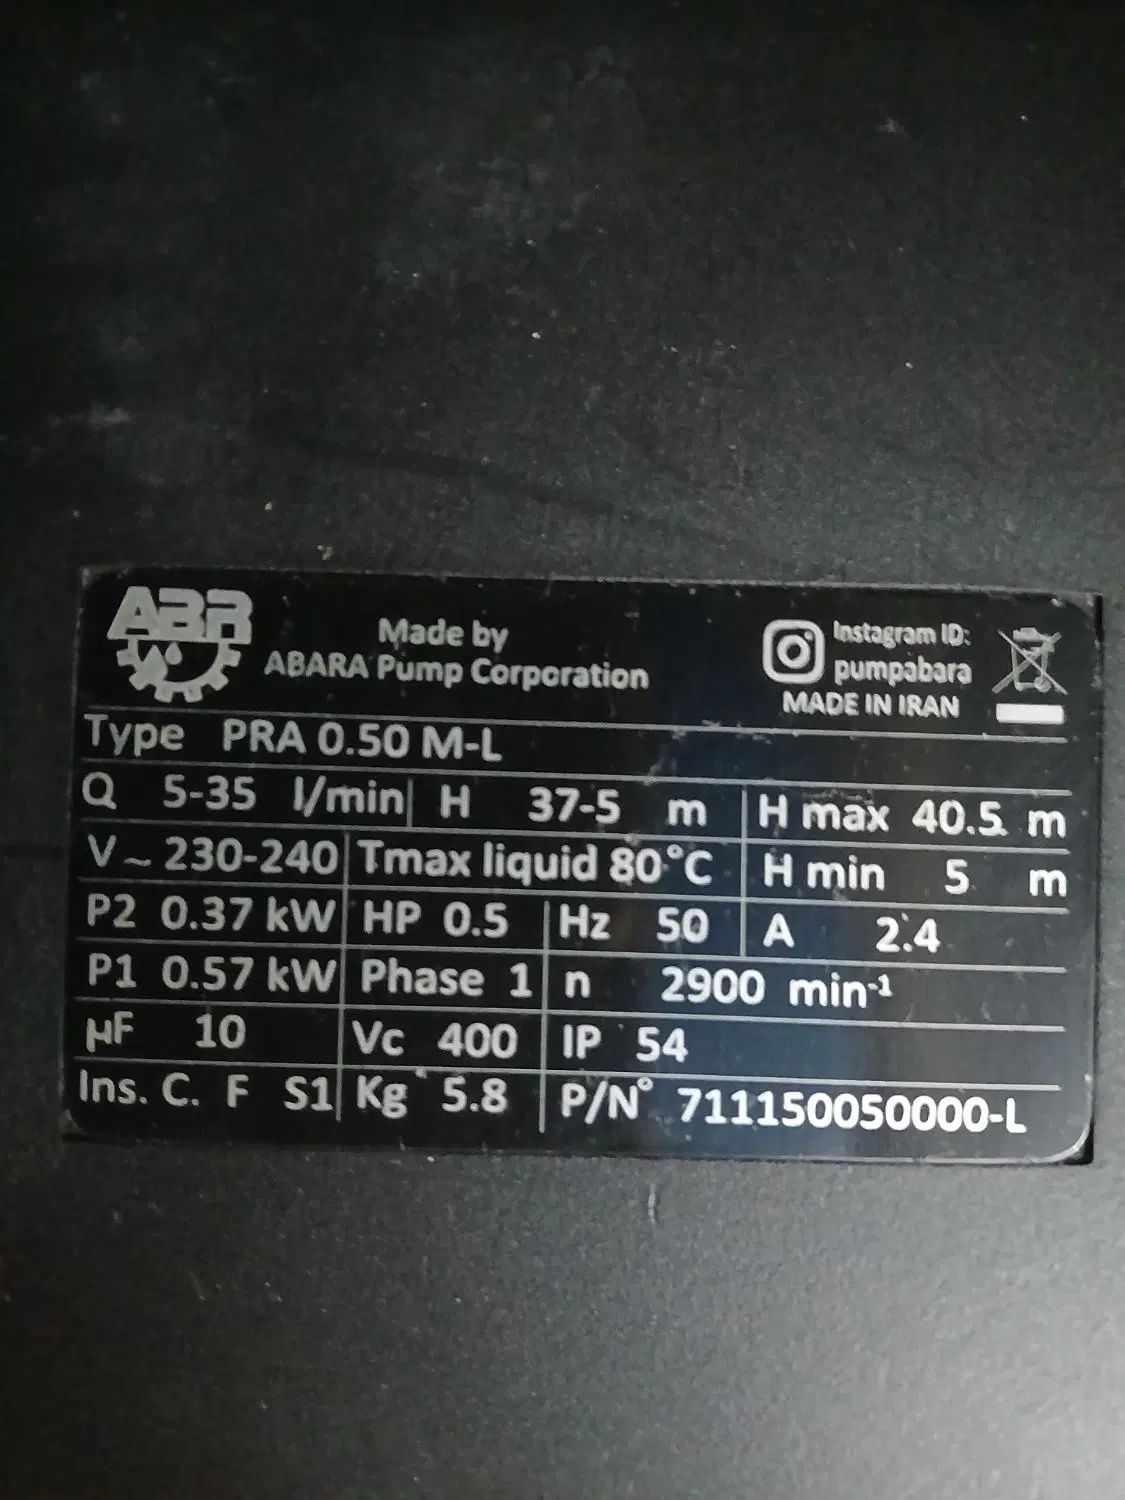 ABR
Made by
ABARA Pump Corporation
Instagram ID:
pumpabara
MADE IN IRAN
Type PRA 0.50 M-L
Q 5-35 l/min H 37-5 m H max 40.5 m
V~ 230-240 Tmax liquid 80°C H min 5 m
P2 0.37 kW HP 0.5 Hz 50 A 2.4
P1 0.57 kW Phase 1 n 2900 min-1
µF 10 Vc 400 IP 54
Ins. C. F S1 Kg 5.8 P/N° 711150050000-L